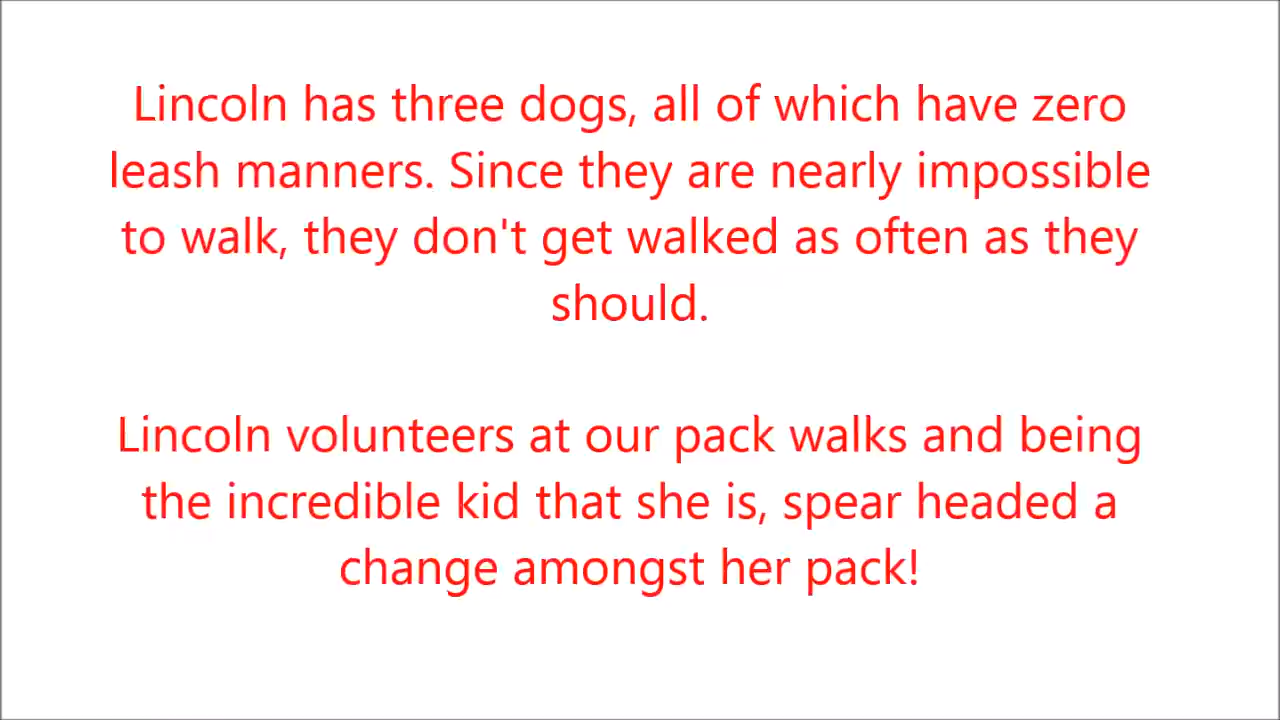 Lincoln has three dogs, all of which have zero
leash manners. Since they are nearly impossible
to walk, they don't get walked as often as they
should.
Lincoln volunteers at our pack walks and being
the incredible kid that she is, spear headed a
change amongst her pack!